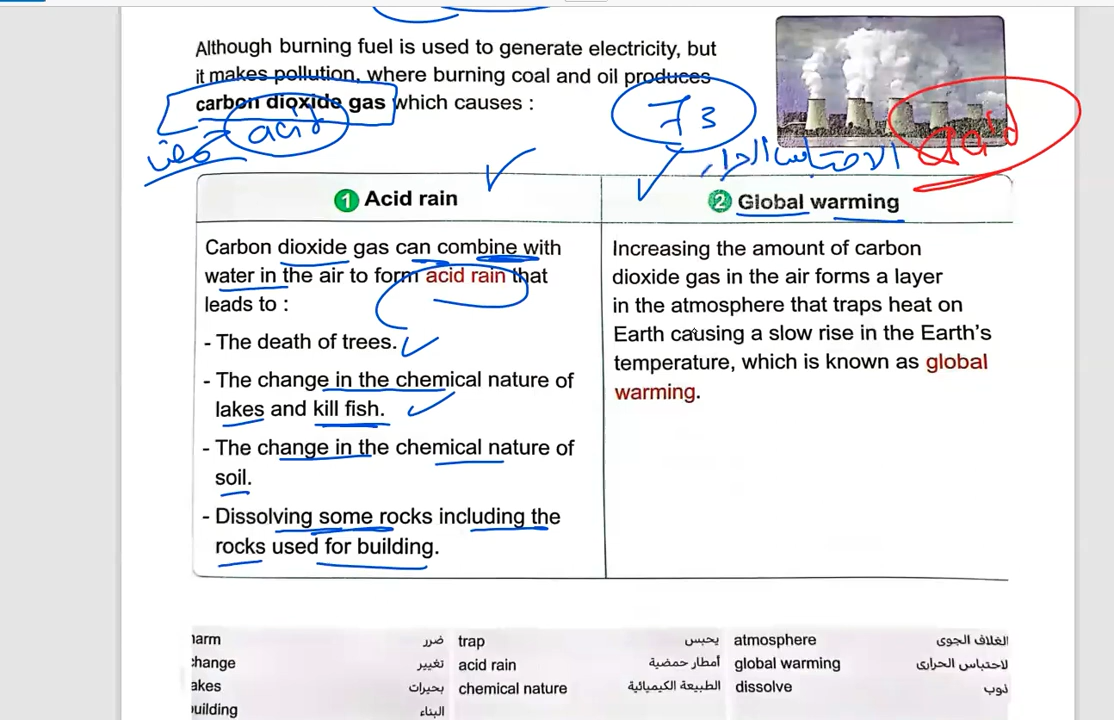 Although burning fuel is used to generate electricity, but
it makes pollution, where burning coal and oil produces
carbon dioxide gas which causes :
73
acid
acid
1 Acid rain
Carbon dioxide gas can combine with
water in the air to form acid rain that
leads to :
- The death of trees.
- The change in the chemical nature of
lakes and kill fish.
- The change in the chemical nature of
soil.
- Dissolving some rocks including the
rocks used for building.
2 Global warming
Increasing the amount of carbon
dioxide gas in the air forms a layer
in the atmosphere that traps heat on
Earth causing a slow rise in the Earth's
temperature, which is known as global
warming.
harm ضرر trap يحبس atmosphere الغلاف الجوى
change تغيير acid rain أمطار حمضية global warming الاحتباس الحرارى
lakes بحيرات chemical nature الطبيعة الكيميائية dissolve ذوب
building البناء